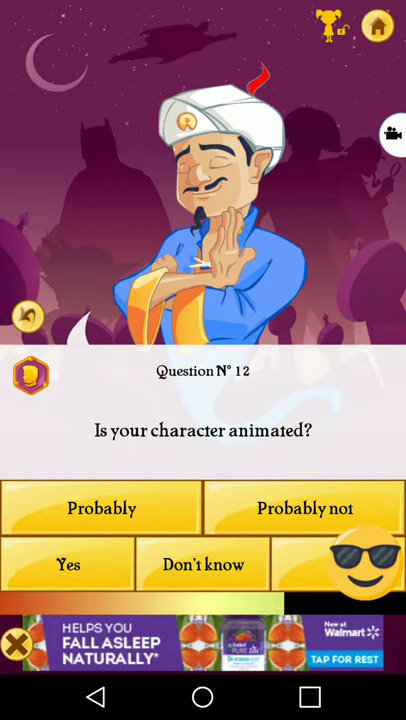 Question N° 12
Is your character animated?
Probably
Probably not
Yes
Don't know
HELPS YOU
FALL ASLEEP
NATURALLY*
New at
Walmart
TAP FOR REST